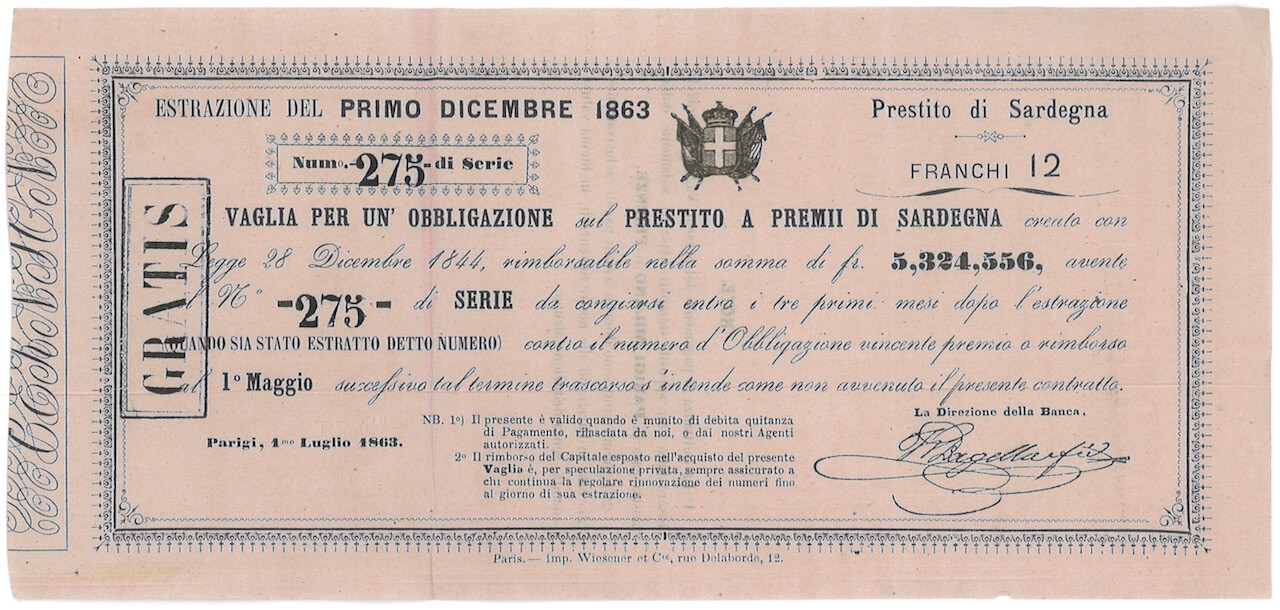 ESTRAZIONE DEL PRIMO DICEMBRE 1863
Prestito di Sardegna
Num.o -275- di Serie
FRANCHI 12
VAGLIA PER UN' OBBLIGAZIONE sul PRESTITO A PREMII DI SARDEGNA creato con
Legge 28 Dicembre 1844, rimborsabile nella somma di fr. 5,324,556, avente
il N.o -275- di SERIE da congiarsi entro i tre primi mesi dopo l'estrazione
(QUANDO SIA STATO ESTRATTO DETTO NUMERO) contro il numero d'Obbligazione vincente premio o rimborso
al 1o Maggio successivo tal termine trascorso s'intende come non avvenuto il presente contratto.
GRATIS
La Direzione della Banca,
Parigi, 1mo Luglio 1863.
NB. 1o) Il presente è valido quando è munito di debita quitanza
di Pagamento, rilasciata da noi, o dai nostri Agenti
autorizzati.
2o Il rimborso del Capitale esposto nell'acquisto del presente
Vaglia è, per speculazione privata, sempre assicurato a
chi continua la regolare rinnovazione dei numeri fino
al giorno di sua estrazione.
Paris. — Imp. Wiesener et Cie, rue Delaborde, 12.